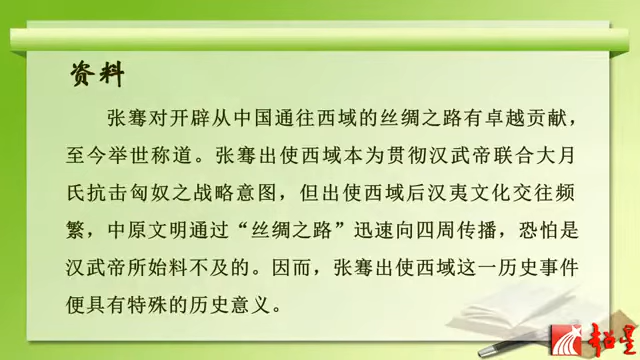 资料
张骞对开辟从中国通往西域的丝绸之路有卓越贡献，
至今举世称道。张骞出使西域本为贯彻汉武帝联合大月
氏抗击匈奴之战略意图，但出使西域后汉夷文化交往频
繁，中原文明通过“丝绸之路”迅速向四周传播，恐怕是
汉武帝所始料不及的。因而，张骞出使西域这一历史事件
便具有特殊的历史意义。